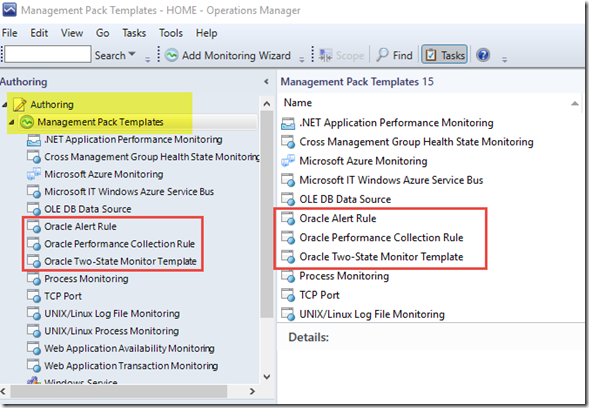 Management Pack Templates - HOME - Operations Manager
File Edit View Go Tasks Tools Help
Search Add Monitoring Wizard Scope Find Tasks
Authoring
Authoring
Management Pack Templates
.NET Application Performance Monitoring
Cross Management Group Health State Monitoring
Microsoft Azure Monitoring
Microsoft IT Windows Azure Service Bus
OLE DB Data Source
Oracle Alert Rule
Oracle Performance Collection Rule
Oracle Two-State Monitor Template
Process Monitoring
TCP Port
UNIX/Linux Log File Monitoring
UNIX/Linux Process Monitoring
Web Application Availability Monitoring
Web Application Transaction Monitoring
Windows Service
Management Pack Templates 15
Name
.NET Application Performance Monitoring
Cross Management Group Health State Monitoring
Microsoft Azure Monitoring
Microsoft IT Windows Azure Service Bus
OLE DB Data Source
Oracle Alert Rule
Oracle Performance Collection Rule
Oracle Two-State Monitor Template
Process Monitoring
TCP Port
UNIX/Linux Log File Monitoring
Details: